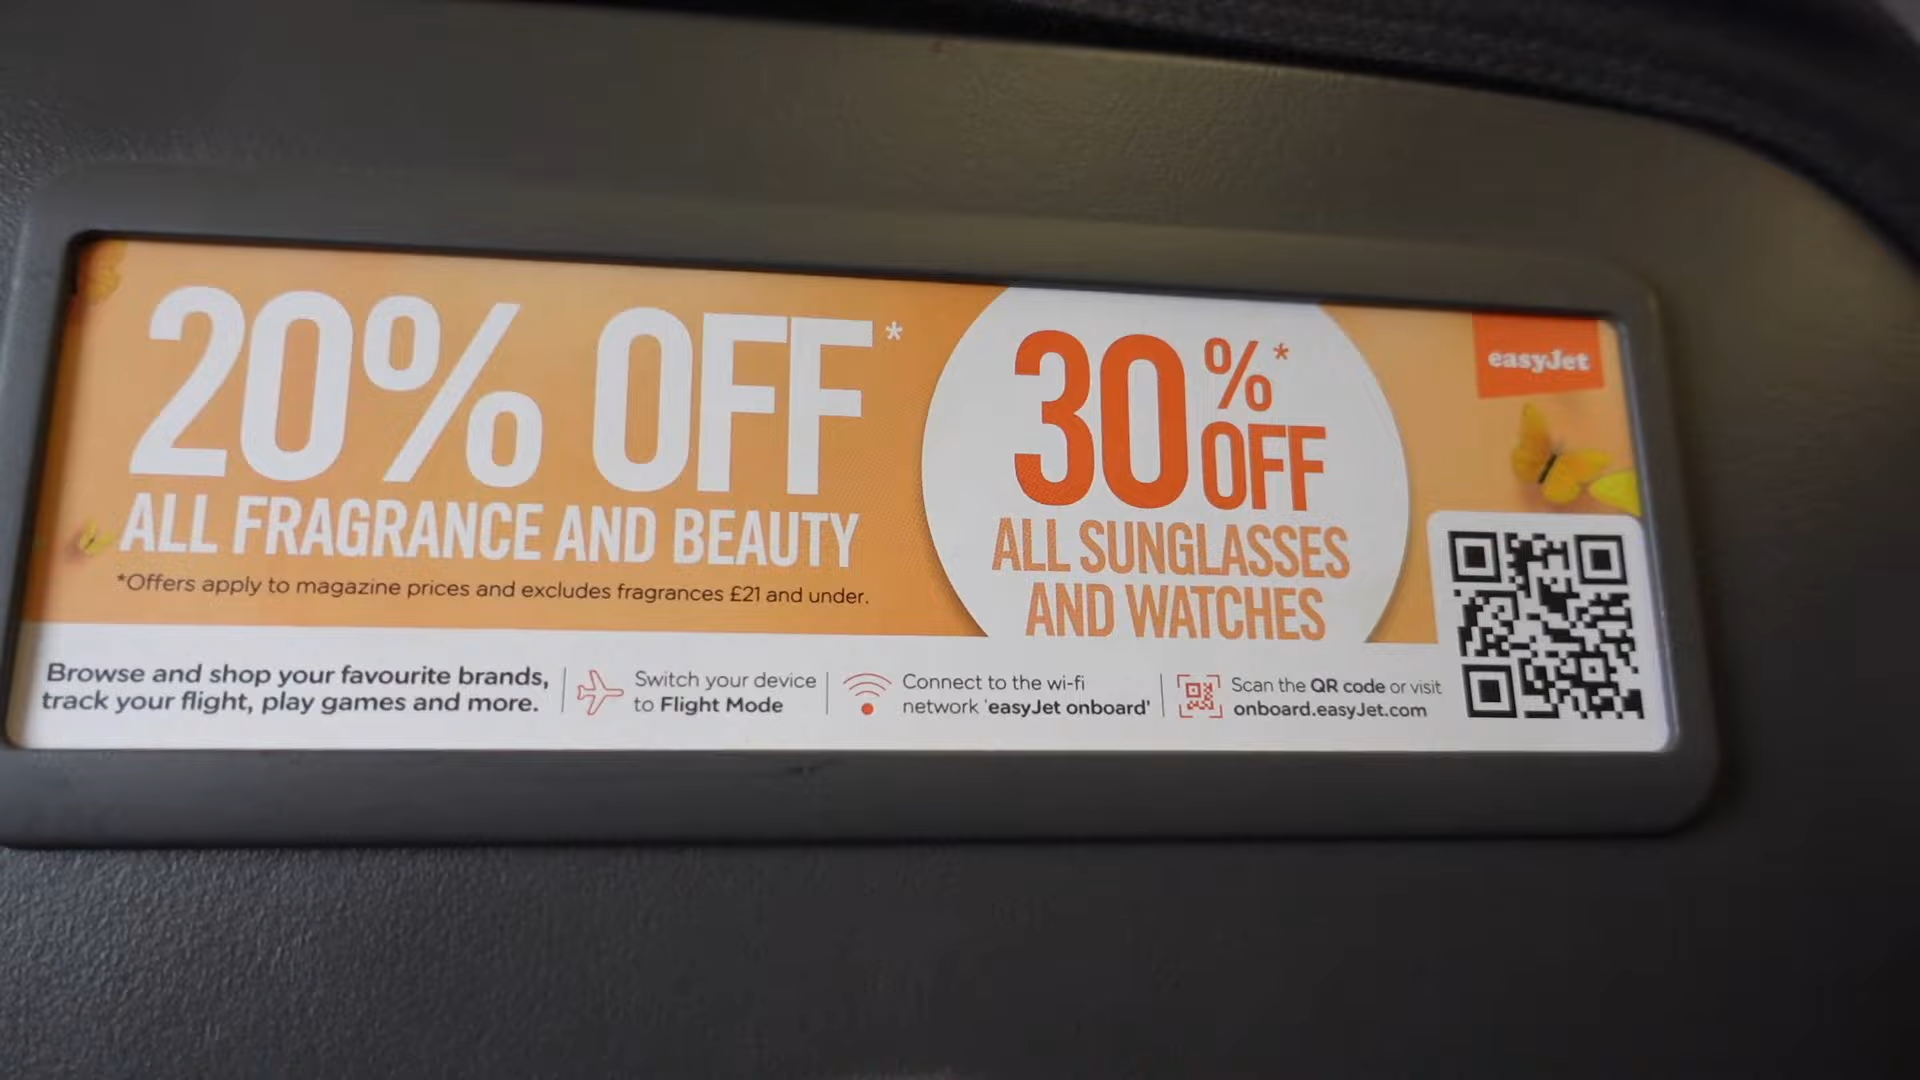 20% OFF*
ALL FRAGRANCE AND BEAUTY
*Offers apply to magazine prices and excludes fragrances £21 and under.
30%*
OFF
ALL SUNGLASSES
AND WATCHES
easyJet
Browse and shop your favourite brands,
track your flight, play games and more.
Switch your device
to Flight Mode
Connect to the wi-fi
network 'easyJet onboard'
Scan the QR code or visit
onboard.easyJet.com